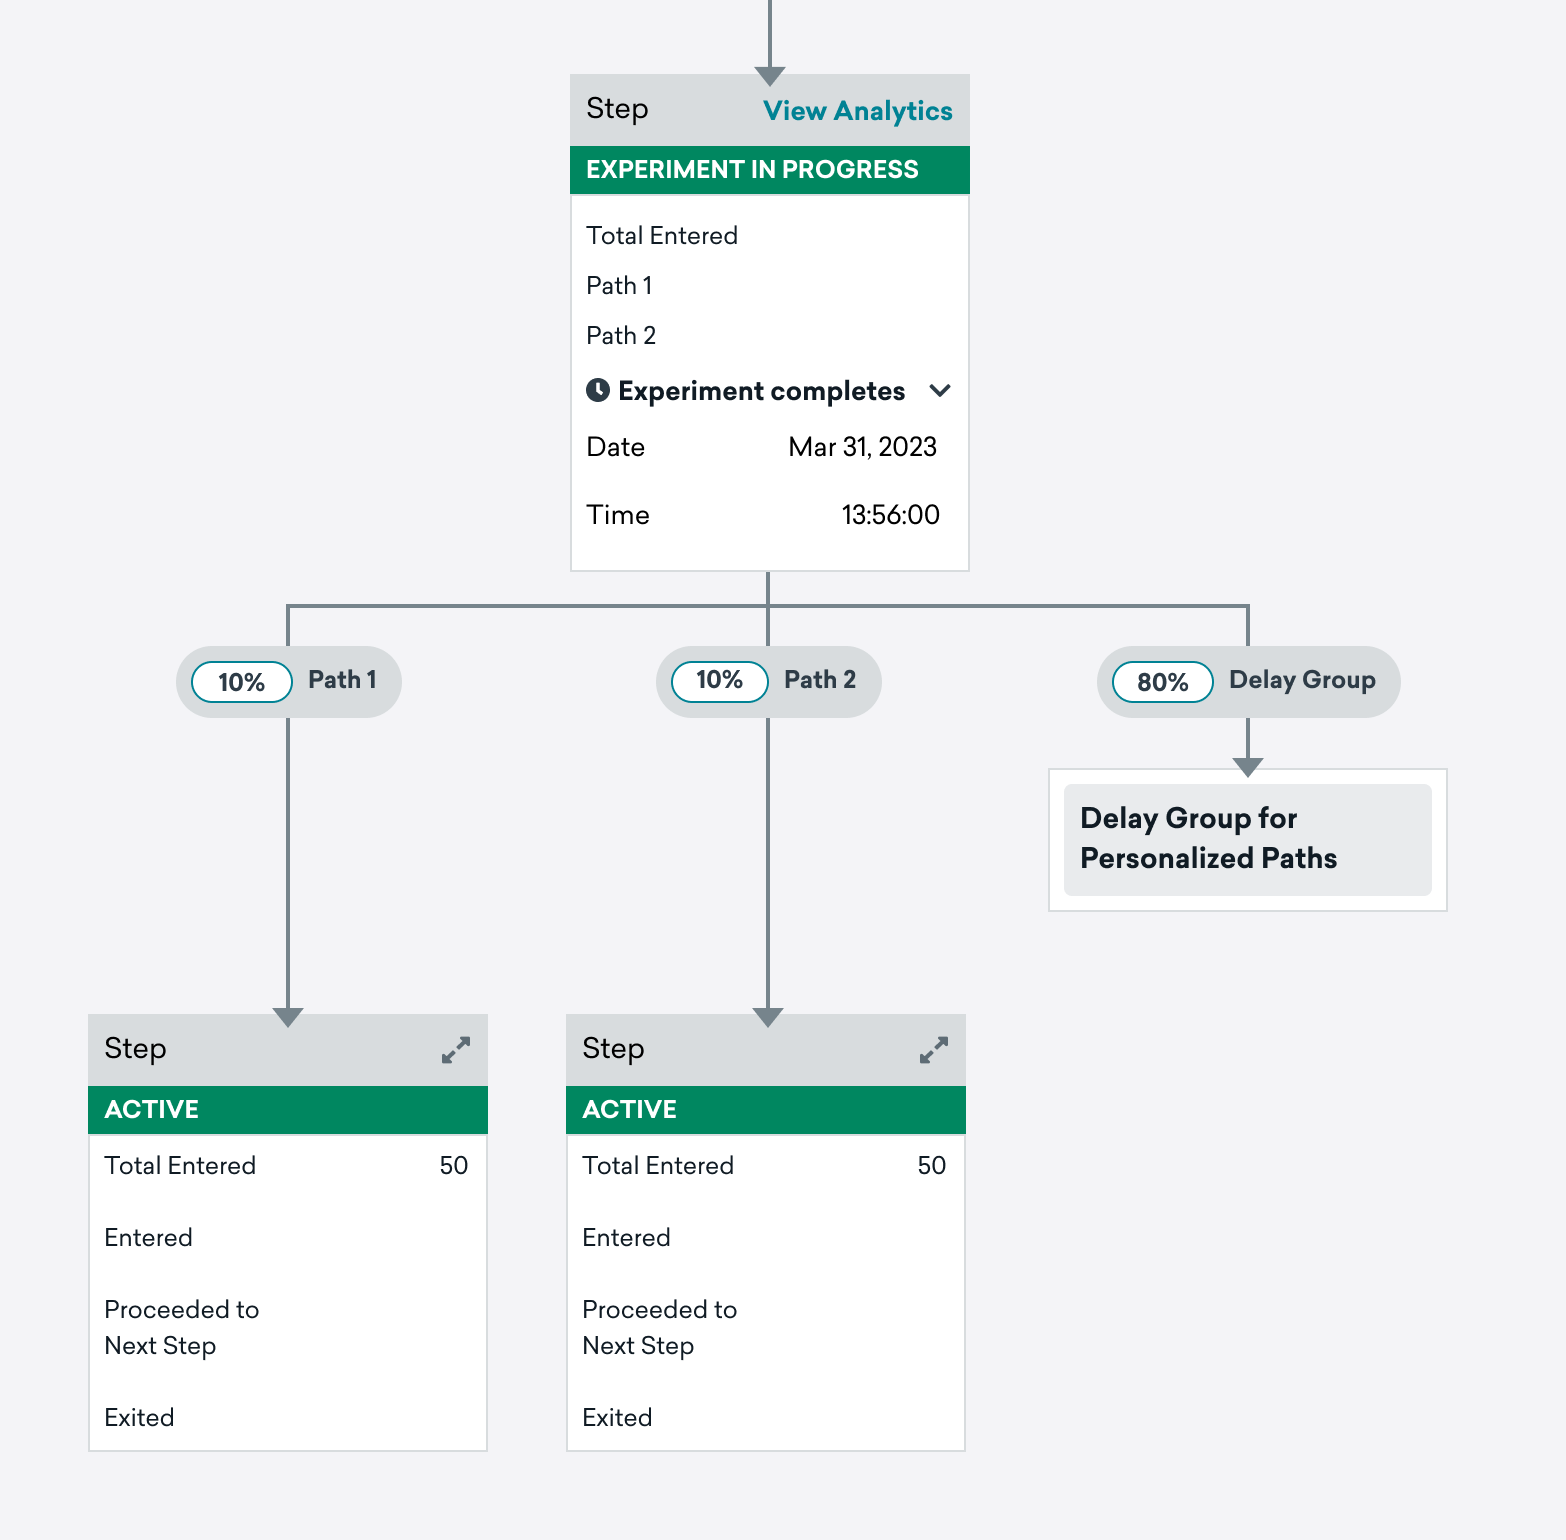 Step View Analytics
EXPERIMENT IN PROGRESS
Total Entered
Path 1
Path 2
Experiment completes
Date Mar 31, 2023
Time 13:56:00
10% Path 1
10% Path 2
80% Delay Group
Delay Group for
Personalized Paths
Step
ACTIVE
Total Entered 50
Entered
Proceeded to
Next Step
Exited
Step
ACTIVE
Total Entered 50
Entered
Proceeded to
Next Step
Exited